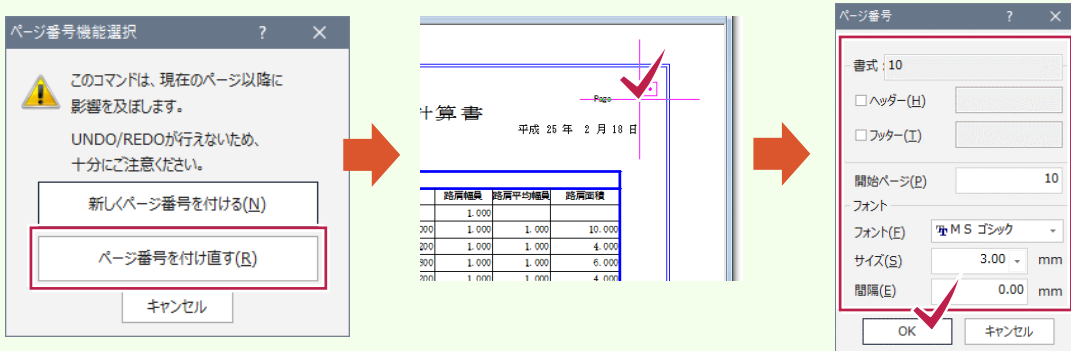 ページ番号機能選択 ? ×
このコマンドは、現在のページ以降に
影響を及ぼします。
UNDO/REDOが行えないため、
十分にご注意ください。
新しくページ番号を付ける(N)
ページ番号を付け直す(R)
キャンセル
Page
計算書
平成 25 年 2 月 18 日
路肩幅員 路肩平均幅員 路肩面積
1.000
000 1.000 1.000 10.000
200 1.000 1.000 4.000
300 1.000 1.000 6.000
200 1.000 1.000 4.000
ページ番号 ? ×
書式 : 10
ヘッダー(H)
フッター(T)
開始ページ(P) 10
フォント
フォント(F) MS ゴシック
サイズ(S) 3.00 mm
間隔(E) 0.00 mm
OK キャンセル